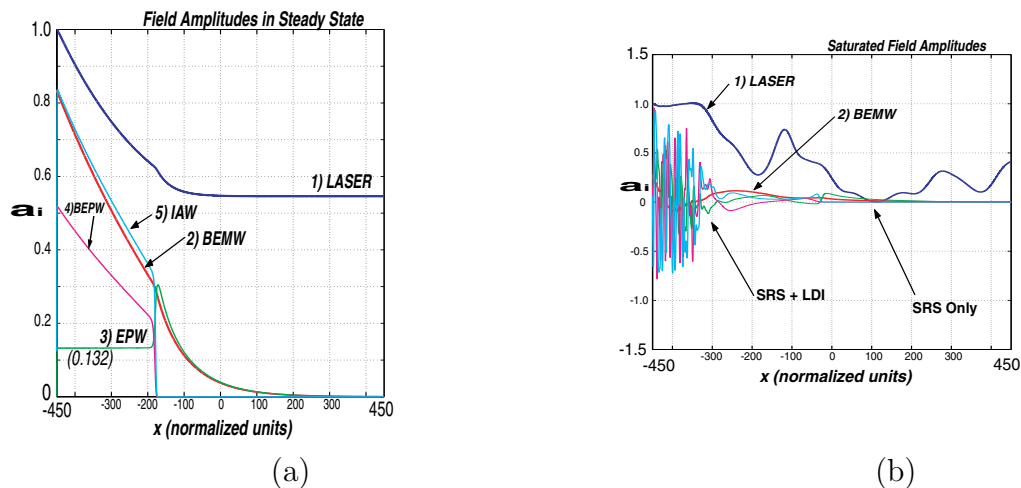 Field Amplitudes in Steady State
1.0
0.8
0.6
0.4
0.2
0
ai
1) LASER
5) IAW
4)BEPW
2) BEMW
3) EPW
(0.132)
-450 -300 -200 -100 0 100 200 300 450
x (normalized units)
(a)
Saturated Field Amplitudes
1.5
1.0
0.5
0
-0.5
-1.0
-1.5
ai
1) LASER
2) BEMW
SRS + LDI
SRS Only
-450 -300 -200 -100 0 100 200 300 450
x (normalized units)
(b)